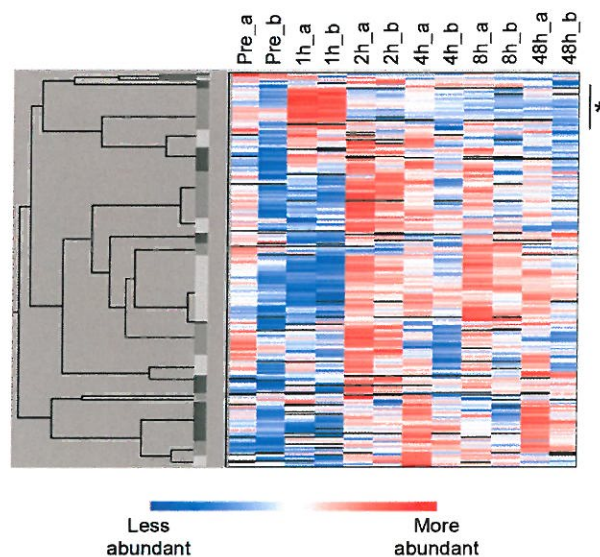 Pre_a
Pre_b
1h_a
1h_b
2h_a
2h_b
4h_a
4h_b
8h_a
8h_b
48h_a
48h_b
*
Less
abundant
More
abundant